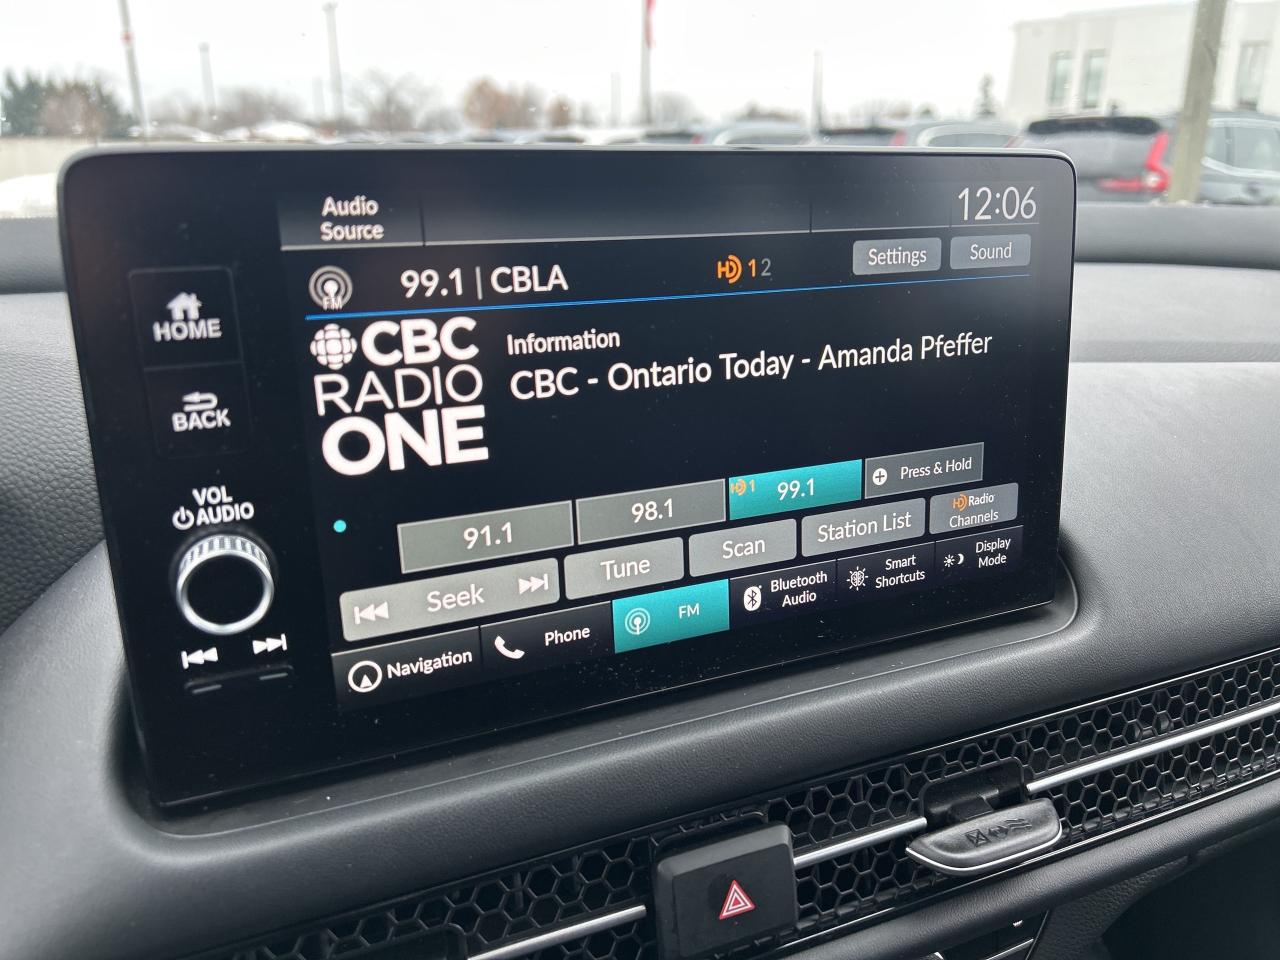 Audio
Source
12:06
FM
99.1 | CBLA
HD 1 2
Settings
Sound
HOME
BACK
VOL
AUDIO
CBC
RADIO
ONE
Information
CBC - Ontario Today - Amanda Pfeffer
91.1
98.1
HD 1 99.1
Press & Hold
Seek
Tune
Scan
Station List
HD Radio
Channels
Navigation
Phone
FM
Bluetooth
Audio
Smart
Shortcuts
Display
Mode